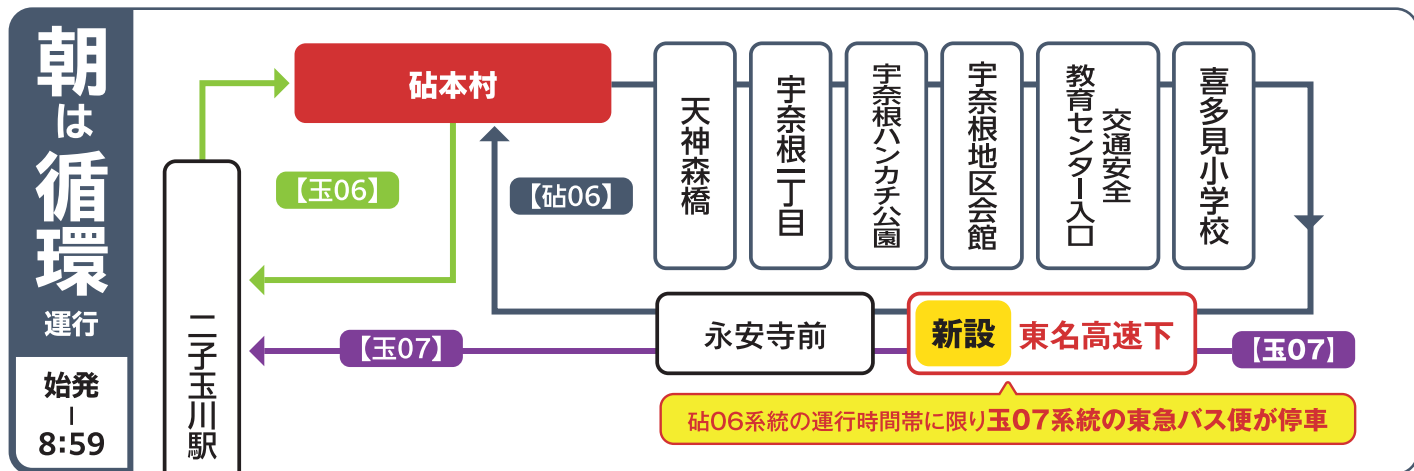 朝は循環
運行
始発
-
8:59
砧本村
【玉06】
【砧06】
二子玉川駅
天神森橋
宇奈根一丁目
宇奈根ハンカチ公園
宇奈根地区会館
交通安全
教育センター入口
喜多見小学校
永安寺前
新設 東名高速下
【玉07】
【玉07】
砧06系統の運行時間帯に限り玉07系統の東急バス便が停車